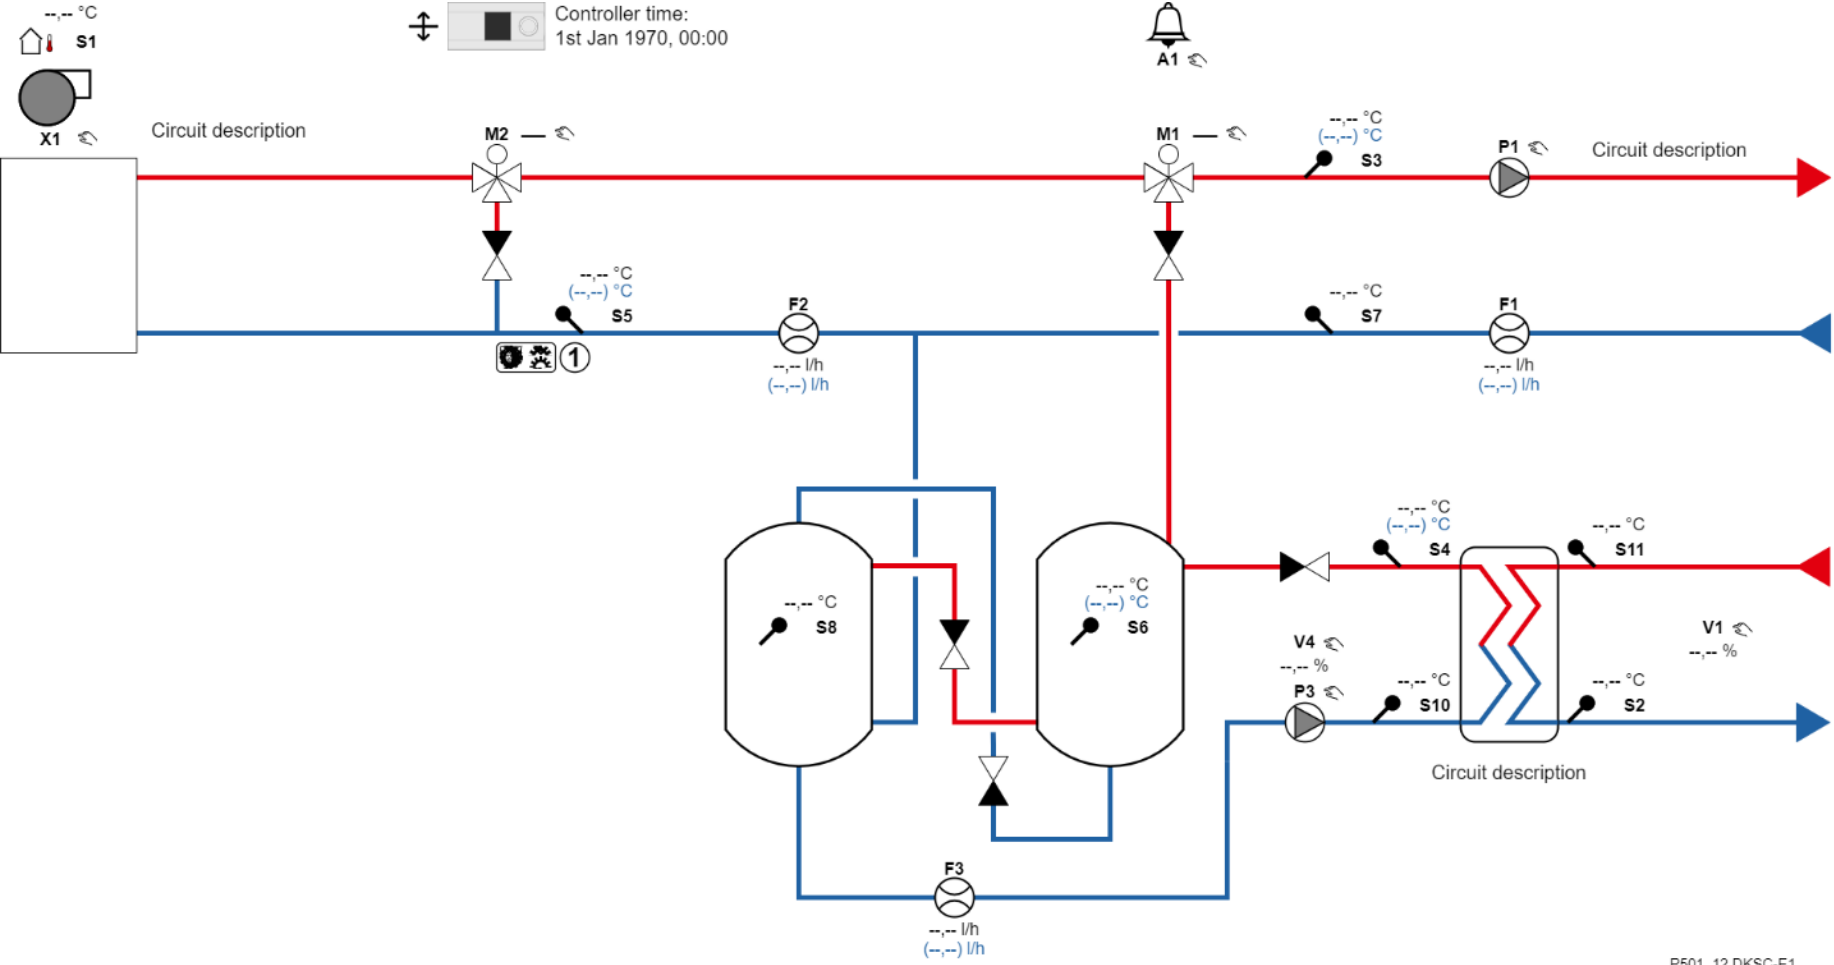 --,-- °C
S1
X1
Circuit description
Controller time:
1st Jan 1970, 00:00
A1
M2
M1
--,-- °C
(--,--) °C
S3
P1
Circuit description
--,-- °C
(--,--) °C
S5
1
F2
--,-- l/h
(--,--) l/h
--,-- °C
S7
F1
--,-- l/h
(--,--) l/h
--,-- °C
S8
--,-- °C
(--,--) °C
S6
--,-- °C
(--,--) °C
S4
--,-- °C
S11
V4
--,-- %
P3
--,-- °C
S10
--,-- °C
S2
V1
--,-- %
Circuit description
F3
--,-- l/h
(--,--) l/h